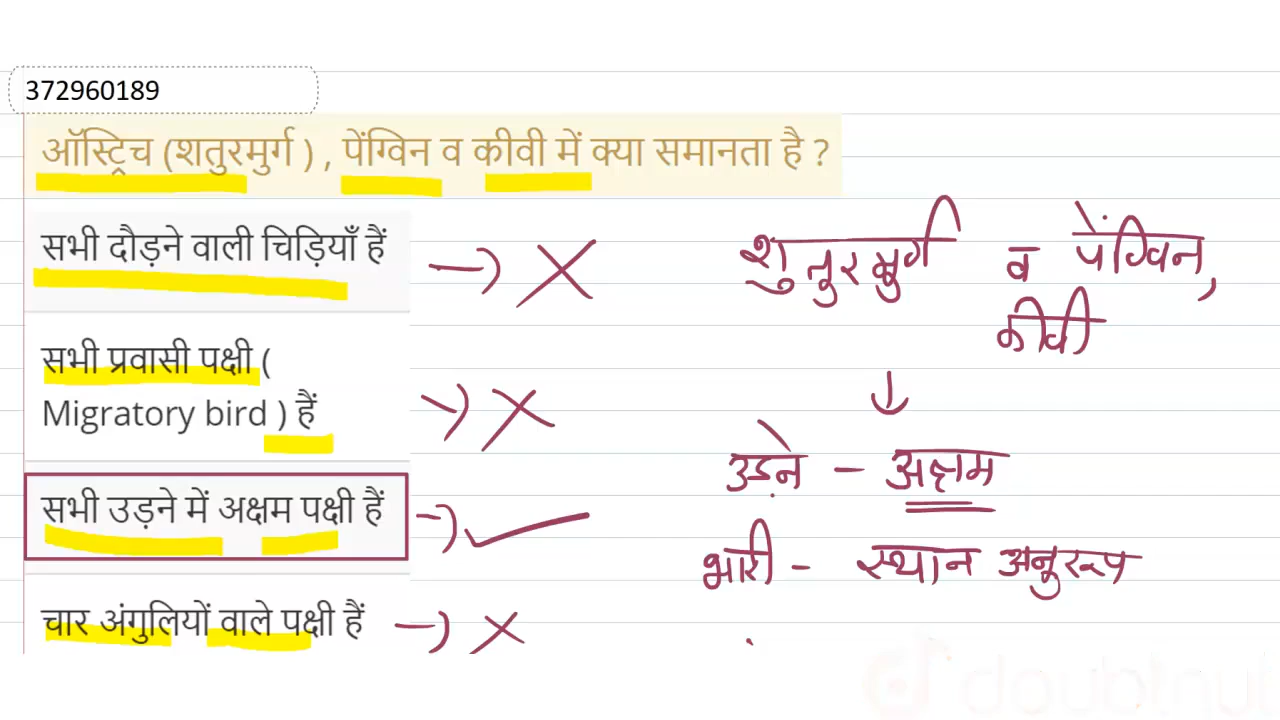 372960189
ऑस्ट्रिच (शतुरमुर्ग ) , पेंग्विन व कीवी में क्या समानता है ?
सभी दौड़ने वाली चिड़ियाँ हैं
सभी प्रवासी पक्षी (
Migratory bird ) हैं
सभी उड़ने में अक्षम पक्षी हैं
चार अंगुलियों वाले पक्षी हैं
शुतुरमुर्ग व पेंग्विन,
कीवी
उड़ने - अक्षम
भारी - स्थान अनुरूप
doubtnut